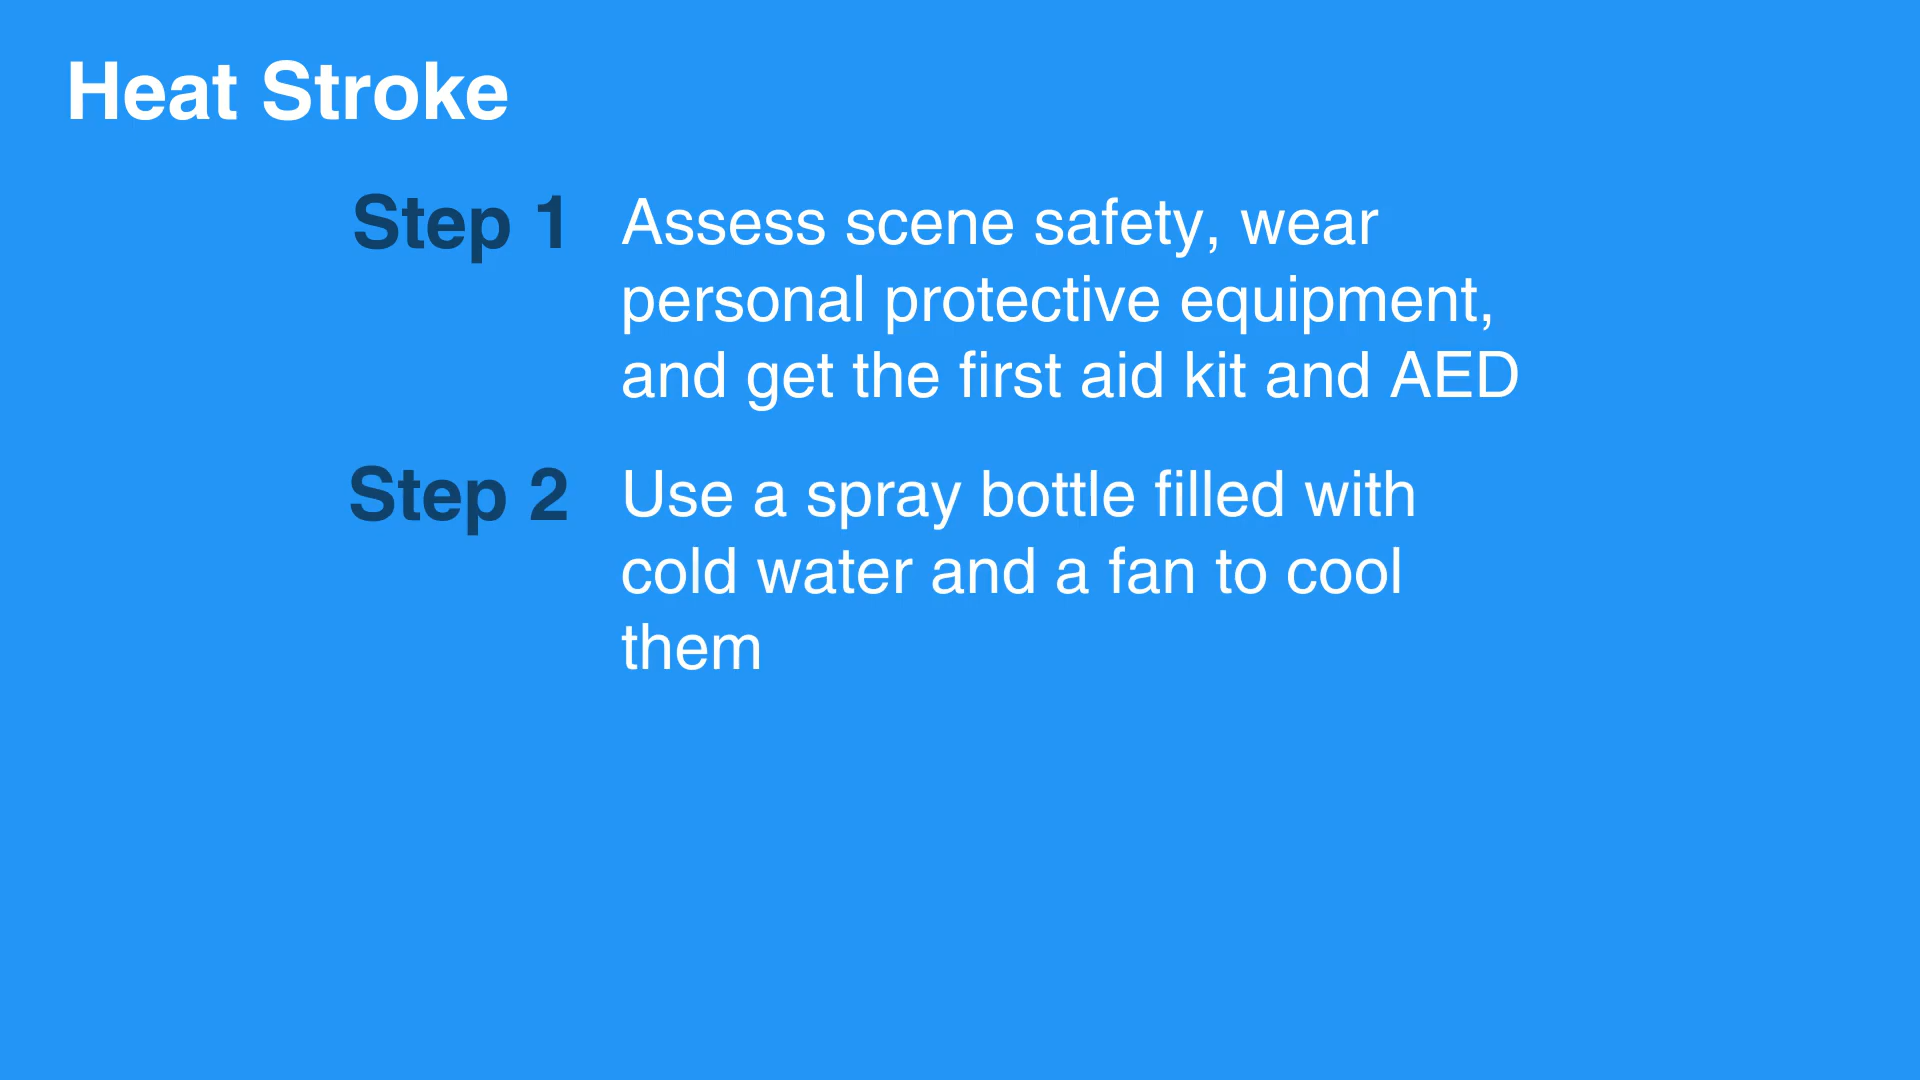 Heat Stroke
Step 1 Assess scene safety, wear
personal protective equipment,
and get the first aid kit and AED
Step 2 Use a spray bottle filled with
cold water and a fan to cool
them